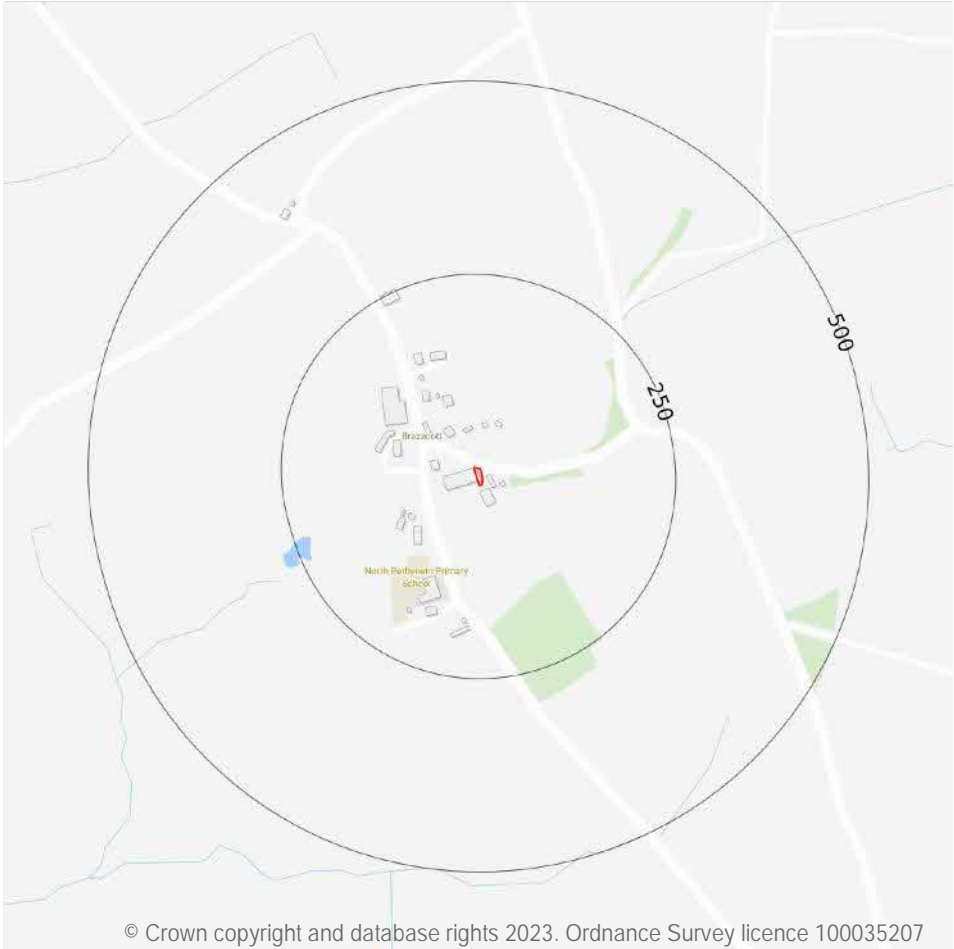 500
250
Brazacott
North Petherwin Primary
School
© Crown copyright and database rights 2023. Ordnance Survey licence 100035207